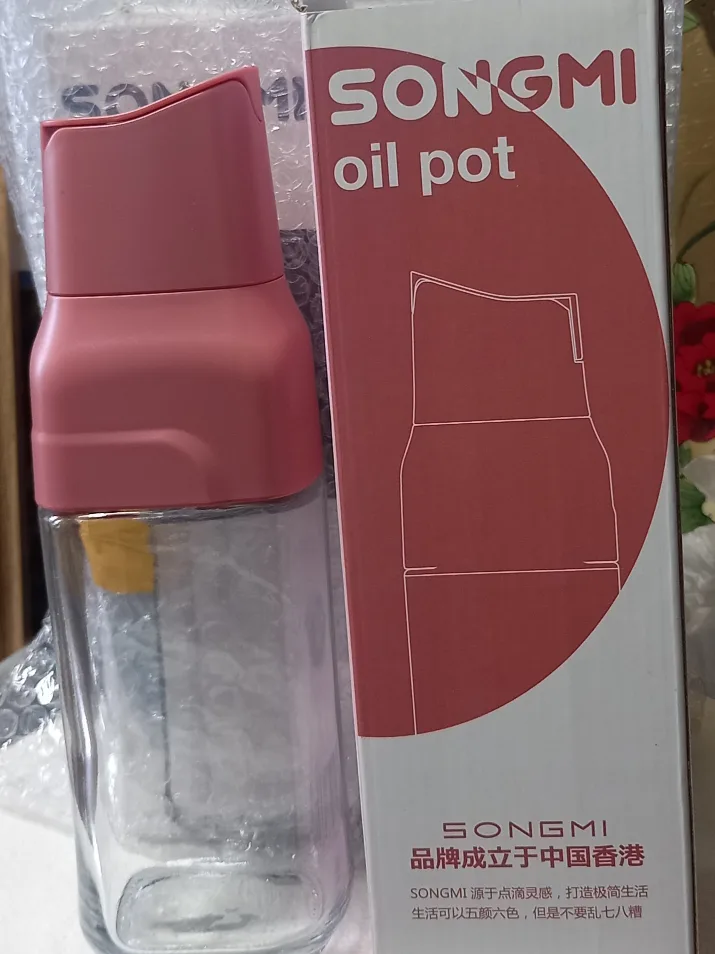 SONGMI
oil pot
SONGMI
品牌成立于中国香港
SONGMI 源于点滴灵感，打造极简生活
生活可以五颜六色，但是不要乱七八糟